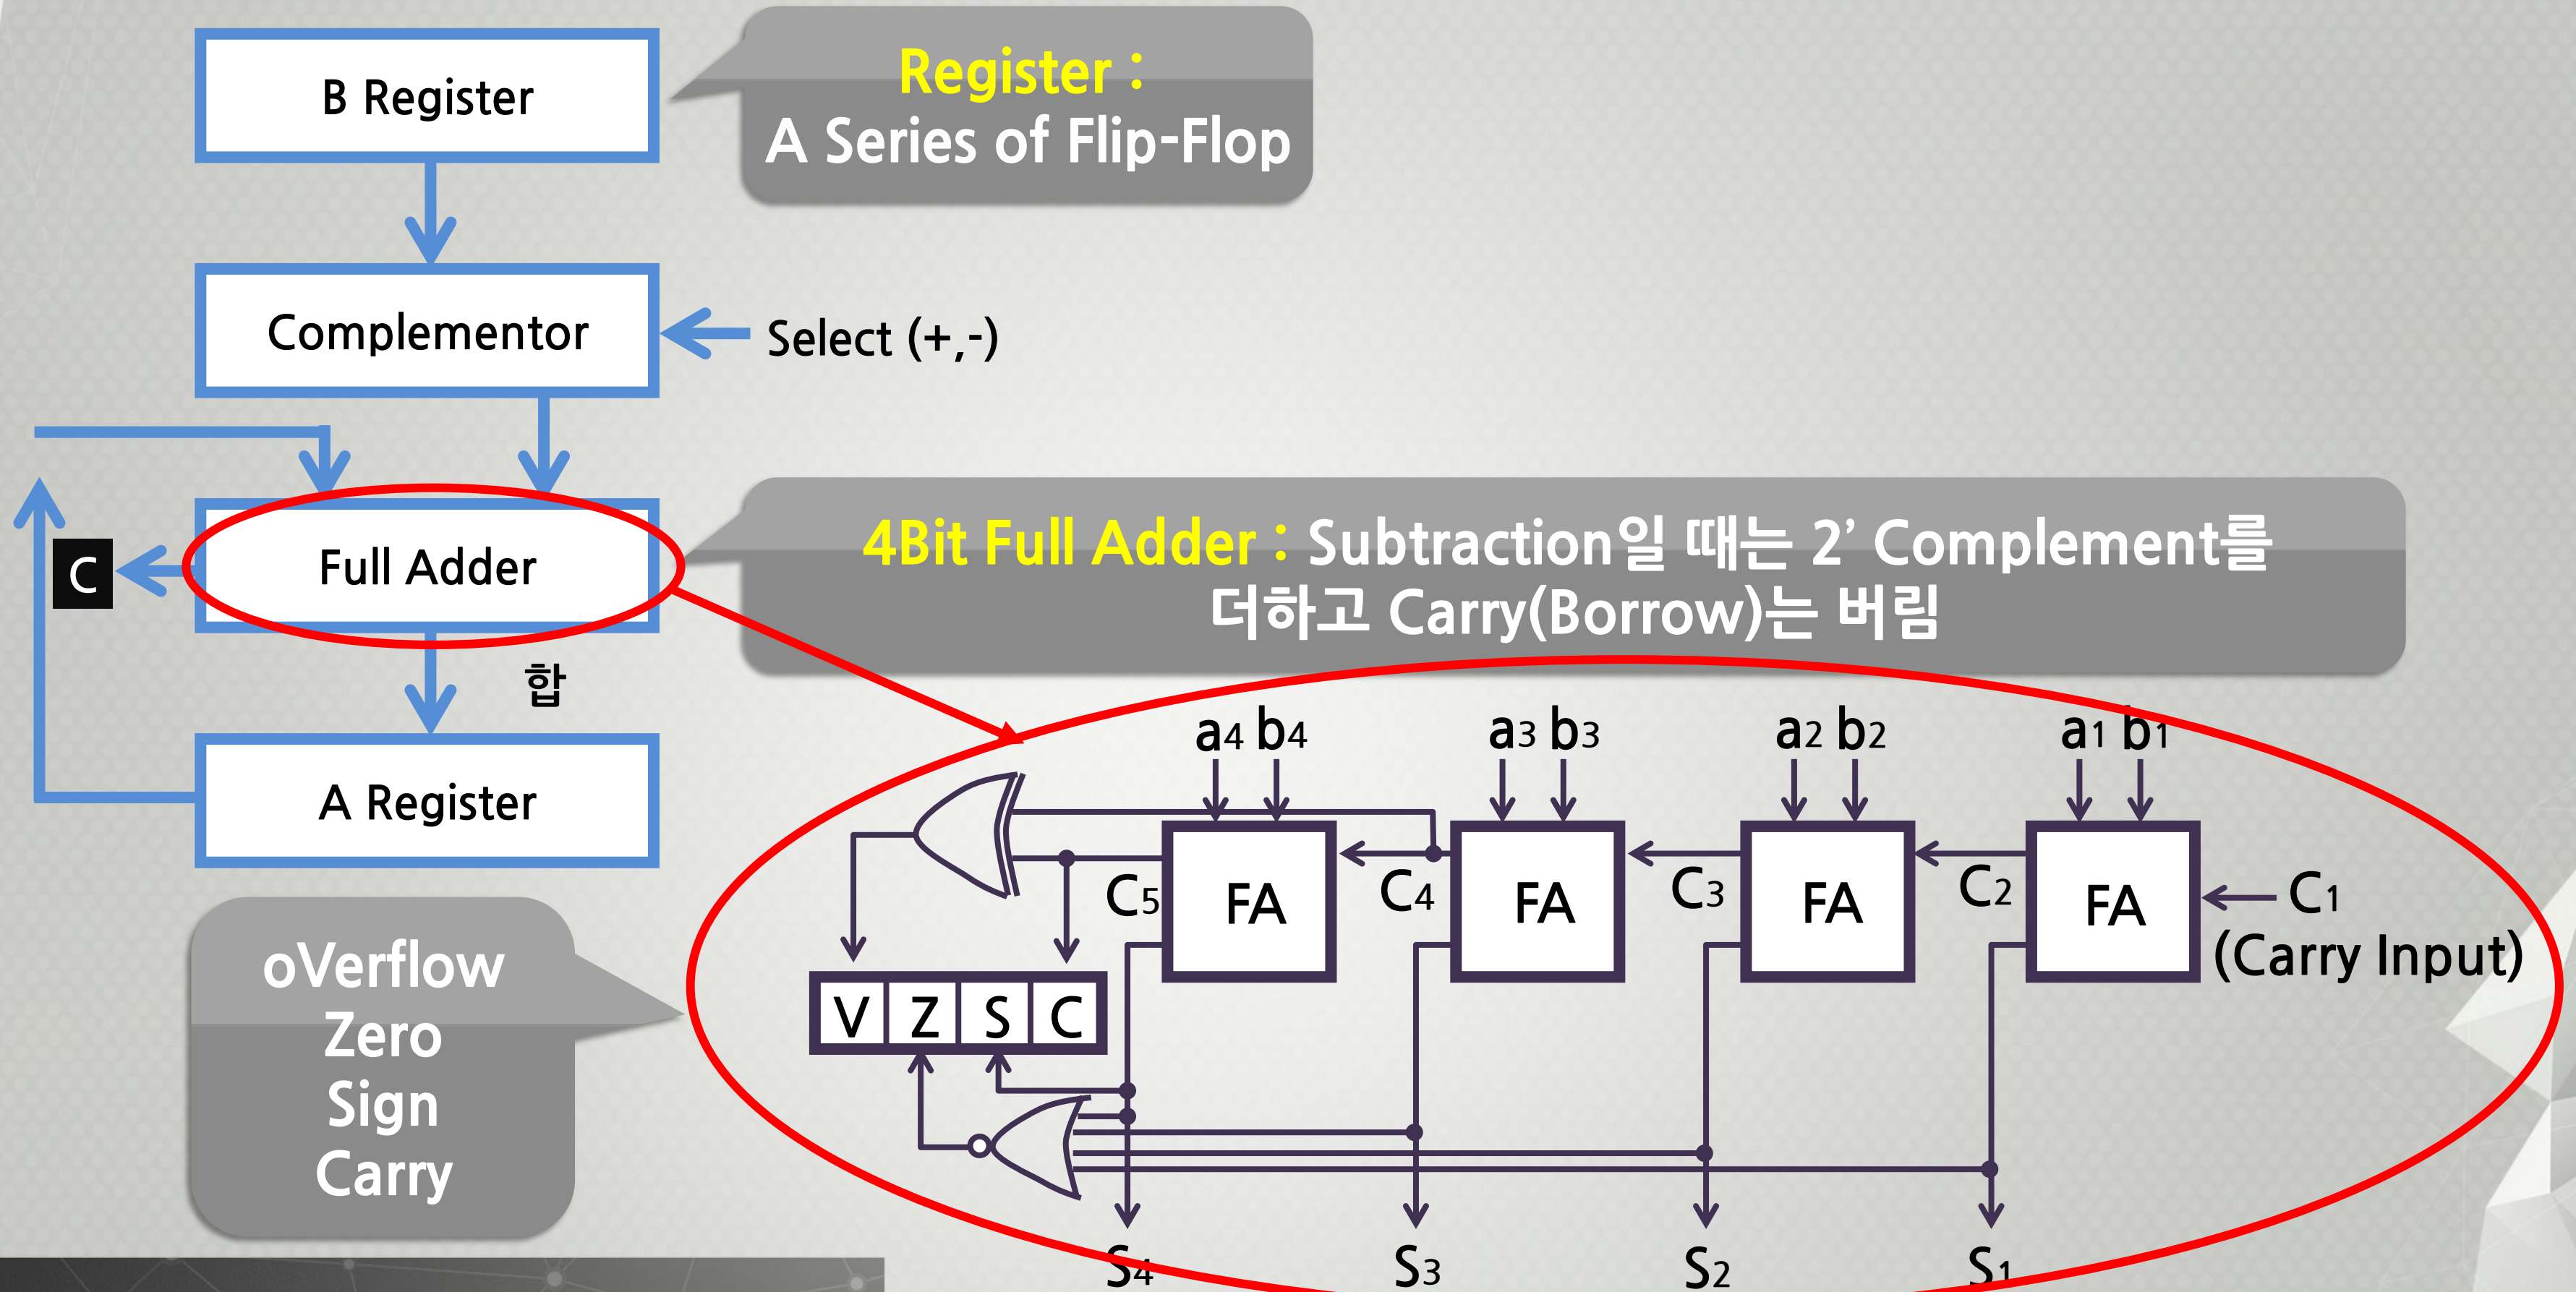 B Register
Register :
A Series of Flip-Flop
Complementor
Select (+,-)
Full Adder
C
4Bit Full Adder : Subtraction일 때는 2’ Complement를
더하고 Carry(Borrow)는 버림
합
A Register
a4 b4
a3 b3
a2 b2
a1 b1
FA
FA
FA
FA
C5
C4
C3
C2
C1
(Carry Input)
oVerflow
Zero
Sign
Carry
V Z S C
S4
S3
S2
S1